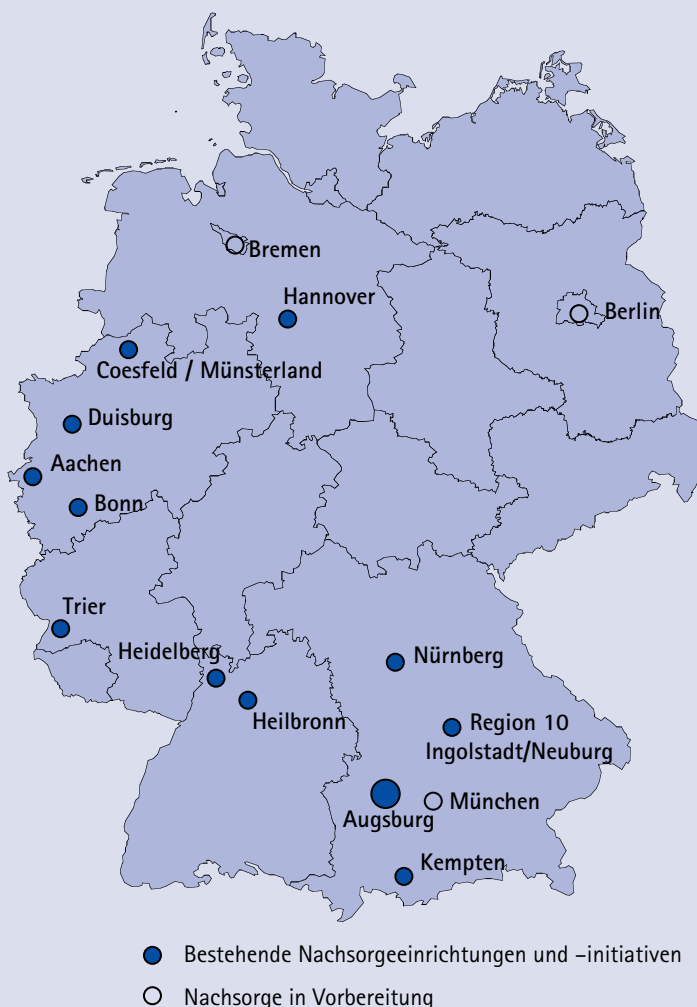 Bremen
Hannover
Berlin
Coesfeld / Münsterland
Duisburg
Aachen
Bonn
Trier
Heidelberg
Nürnberg
Heilbronn
Region 10
Ingolstadt/Neuburg
München
Augsburg
Kempten
Bestehende Nachsorgeeinrichtungen und –initiativen
Nachsorge in Vorbereitung